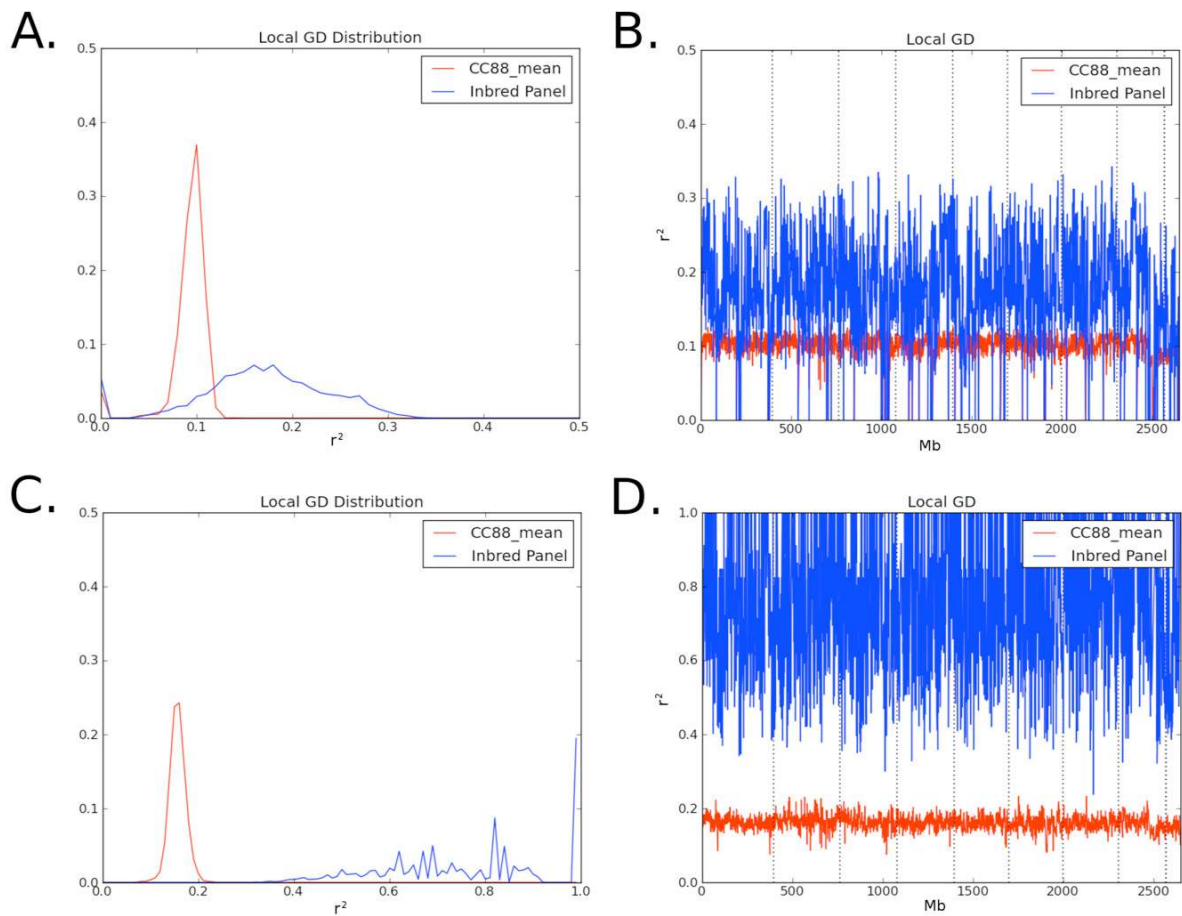 A.
Local GD Distribution
0.5
0.4
0.3
0.2
0.1
0.0
CC88_mean
Inbred Panel
0.0 0.1 0.2 0.3 0.4 0.5
r²
B.
Local GD
0.5
0.4
0.3
0.2
0.1
0.0
r²
CC88_mean
Inbred Panel
0 500 1000 1500 2000 2500
Mb
C.
Local GD Distribution
0.5
0.4
0.3
0.2
0.1
0.0
CC88_mean
Inbred Panel
0.0 0.2 0.4 0.6 0.8 1.0
r²
D.
Local GD
1.0
0.8
0.6
0.4
0.2
0.0
r²
CC88_mean
Inbred Panel
0 500 1000 1500 2000 2500
Mb